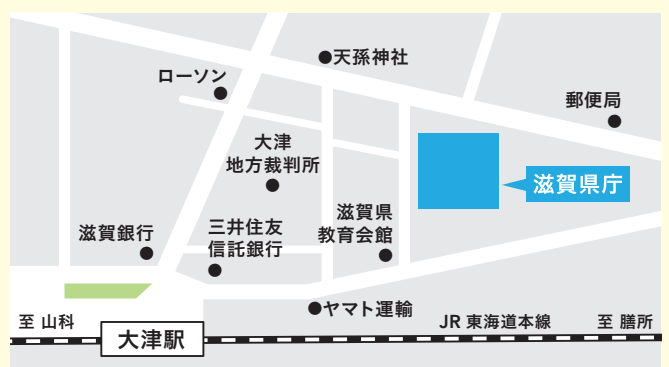 天孫神社
ローソン
郵便局
大津
地方裁判所
滋賀県庁
滋賀県
教育会館
滋賀銀行
三井住友
信託銀行
ヤマト運輸
至 山科
大津駅
JR 東海道本線
至 膳所